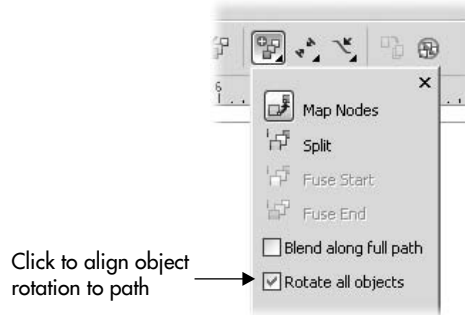 6
×
Map Nodes
Split
Fuse Start
Fuse End
Blend along full path
Rotate all objects
Click to align object
rotation to path